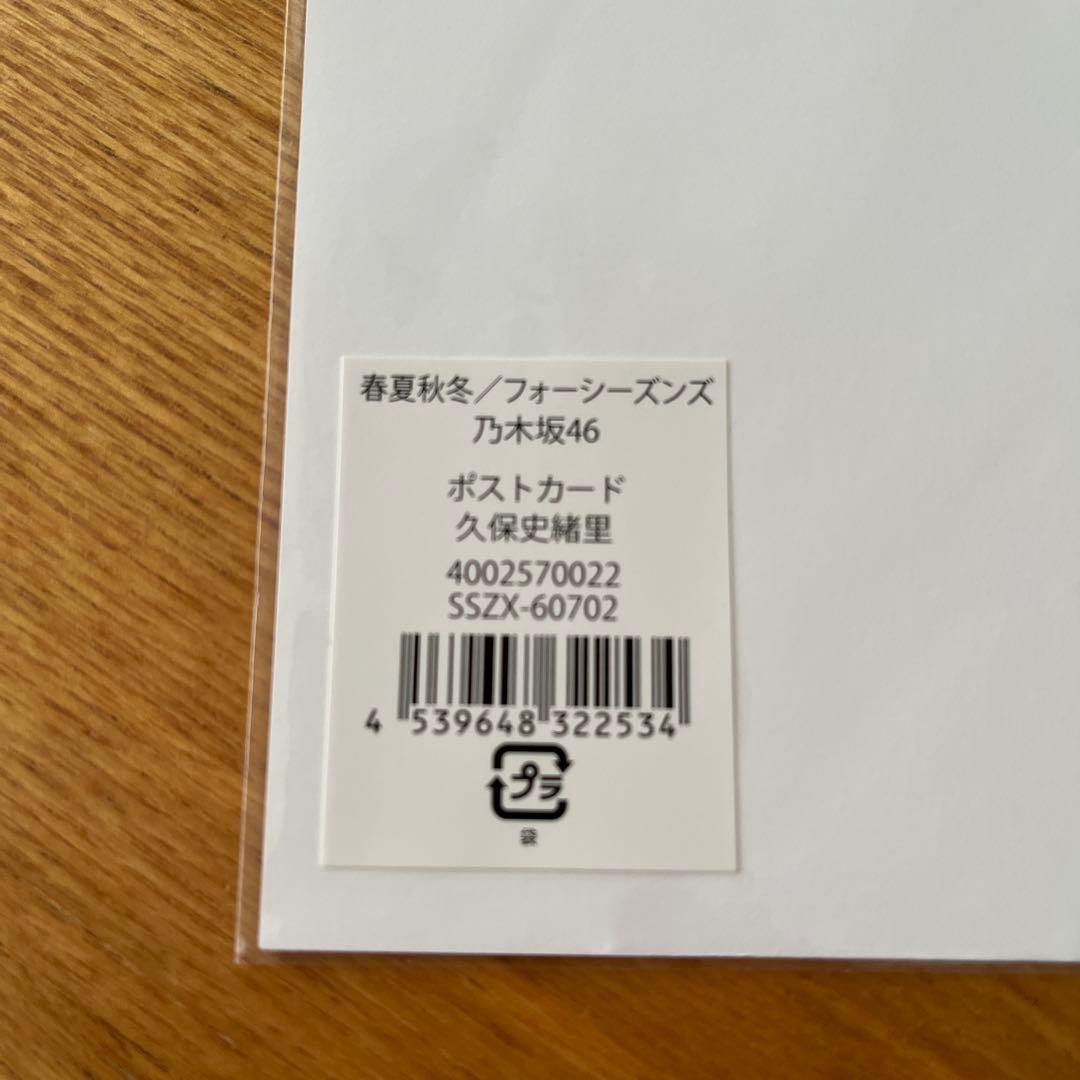 春夏秋冬／フォーシーズンズ
乃木坂46
ポストカード
久保史緒里
4002570022
SSZX-60702
4 539648 322534
プラ
袋